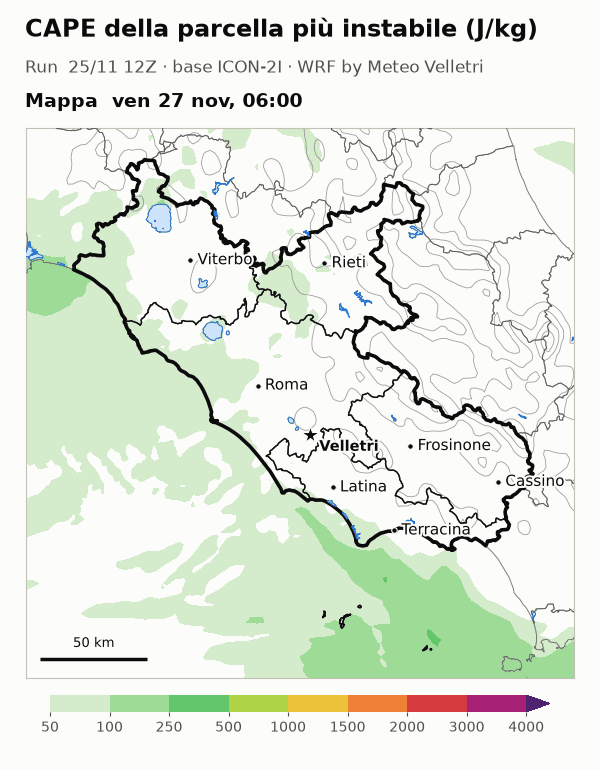 CAPE della parcella più instabile (J/kg)
Run  25/11 12Z · base ICON-2I · WRF by Meteo Velletri
Mappa  ven 27 nov, 06:00
Viterbo
Rieti
Roma
Velletri
Frosinone
Cassino
Latina
Terracina
50 km
50 100 250 500 1000 1500 2000 3000 4000